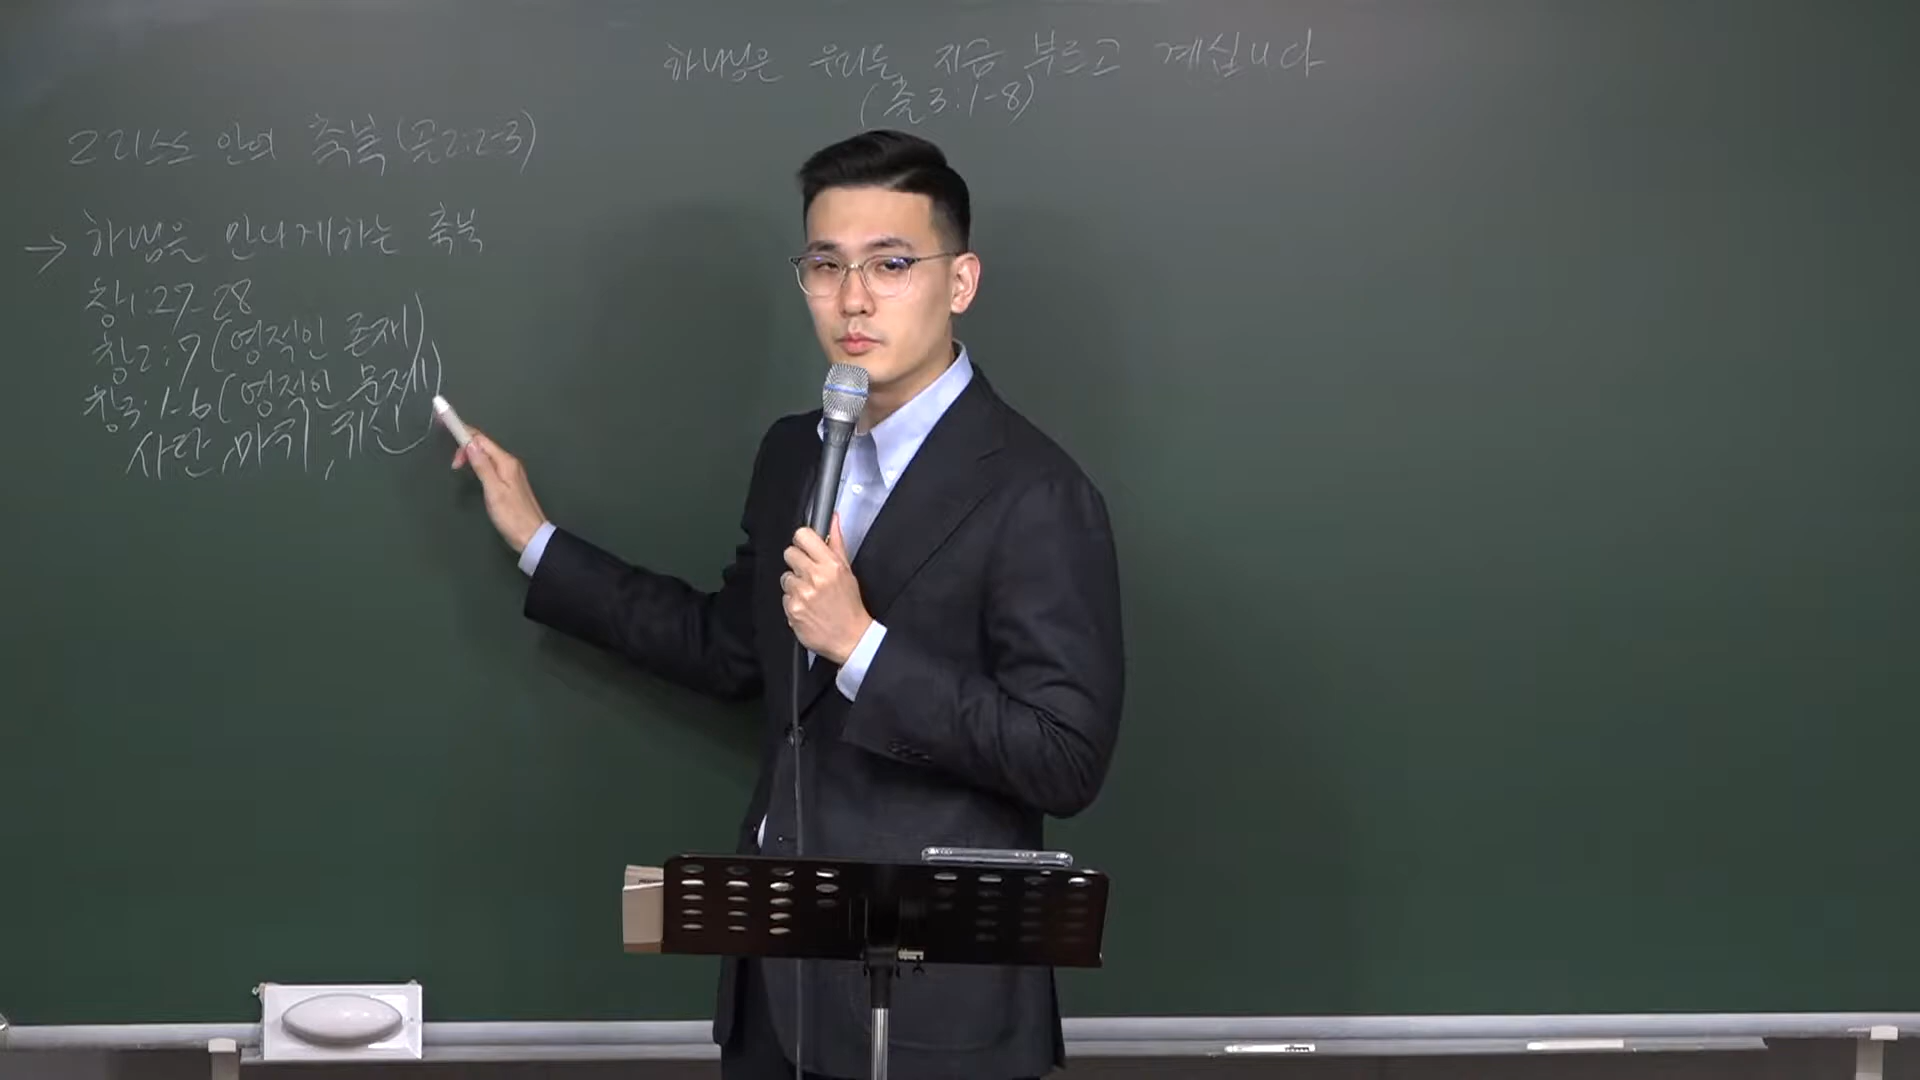 하나님은 우리를 지금 부르고 계십니다
(출3:1-8)
그리스도 안의 축복(골2:2-3)
→ 하나님을 만나게하는 축복
창1:27-28
창2:7(영적인 존재)
창3:1-6(영적인 문제)
사탄,마귀,귀신)